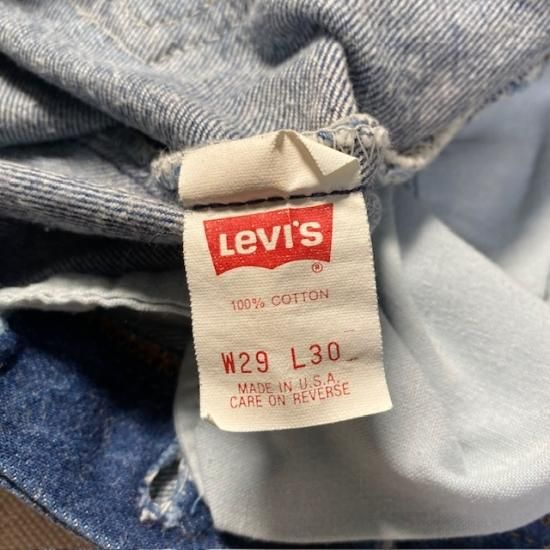 Levi's
®
100% COTTON
W29 L30
MADE IN U.S.A.
CARE ON REVERSE